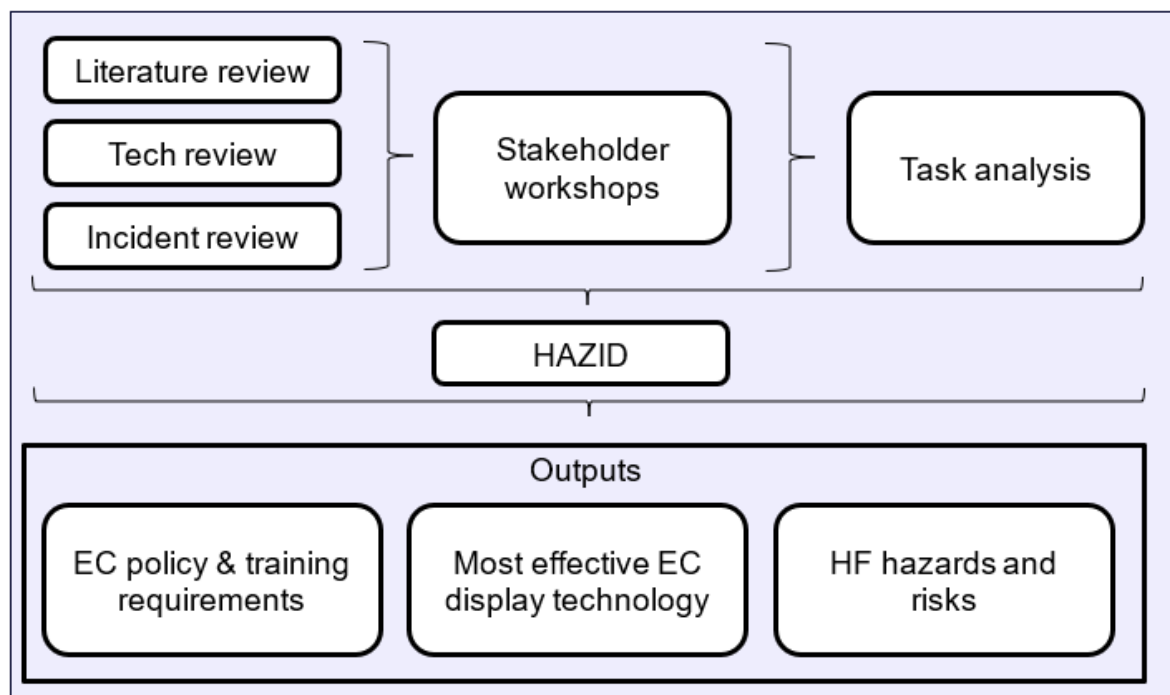 Literature review
Tech review
Incident review
Stakeholder
workshops
Task analysis
HAZID
Outputs
EC policy & training
requirements
Most effective EC
display technology
HF hazards and
risks